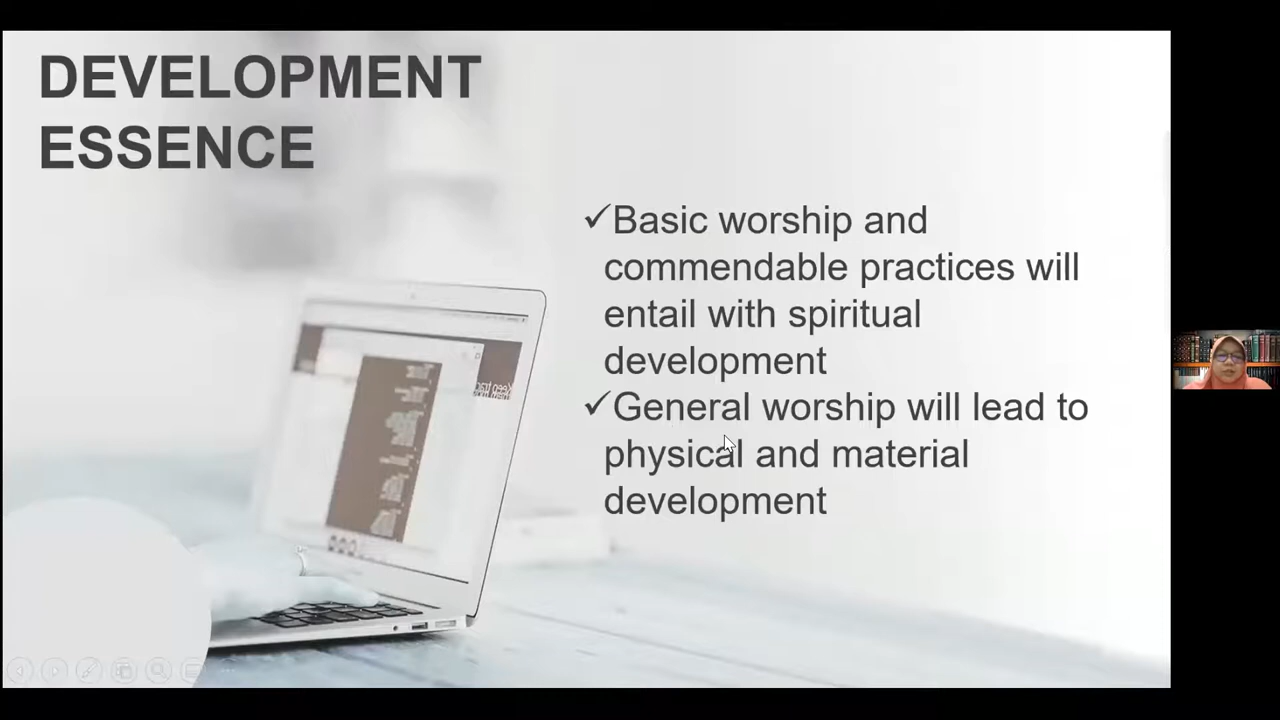 DEVELOPMENT
ESSENCE
✓Basic worship and
commendable practices will
entail with spiritual
development
✓General worship will lead to
physical and material
development